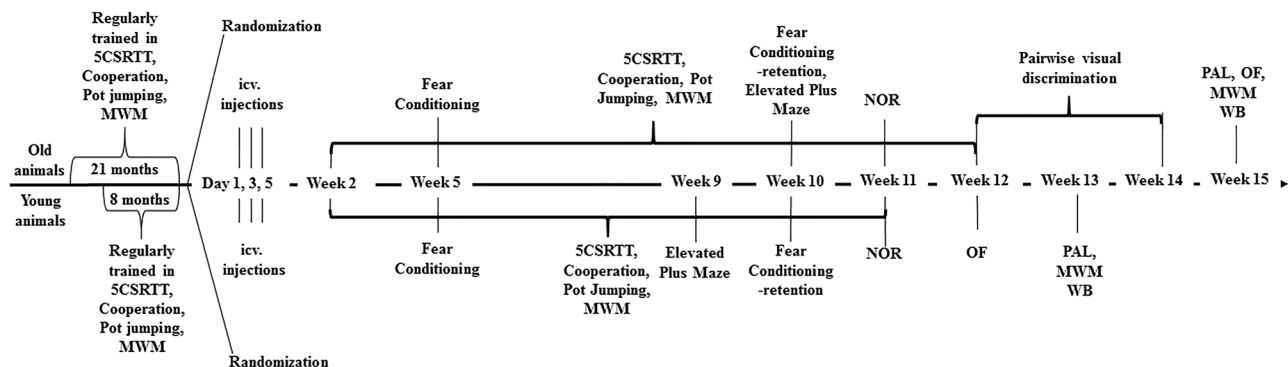 Regularly
trained in
5CSRTT,
Cooperation,
Pot jumping,
MWM
Randomization
icv.
injections
Fear
Conditioning
5CSRTT,
Cooperation, Pot
Jumping, MWM
Fear
Conditioning
-retention,
Elevated Plus
Maze
NOR
Pairwise visual
discrimination
PAL, OF,
MWM
WB
Old
animals
21 months
Young
animals
8 months
Day 1, 3, 5
Week 2
Week 5
Week 9
Week 10
Week 11
Week 12
Week 13
Week 14
Week 15
Regularly
trained in
5CSRTT,
Cooperation,
Pot jumping,
MWM
Randomization
icv.
injections
Fear
Conditioning
5CSRTT,
Cooperation,
Pot Jumping,
MWM
Elevated
Plus Maze
Fear
Conditioning
-retention
NOR
OF
PAL,
MWM
WB